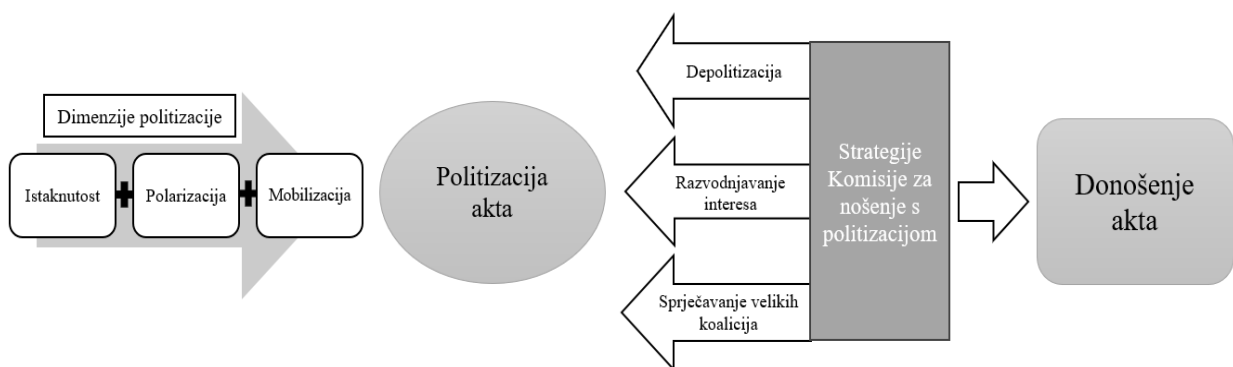 Dimenzije politizacije
Istaknutost
Polarizacija
Mobilizacija
Politizacija
akta
Depolitizacija
Razvodnjavanje
interesa
Sprječavanje velikih
koalicija
Strategije
Komisije za
nošenje s
politizacijom
Donošenje
akta